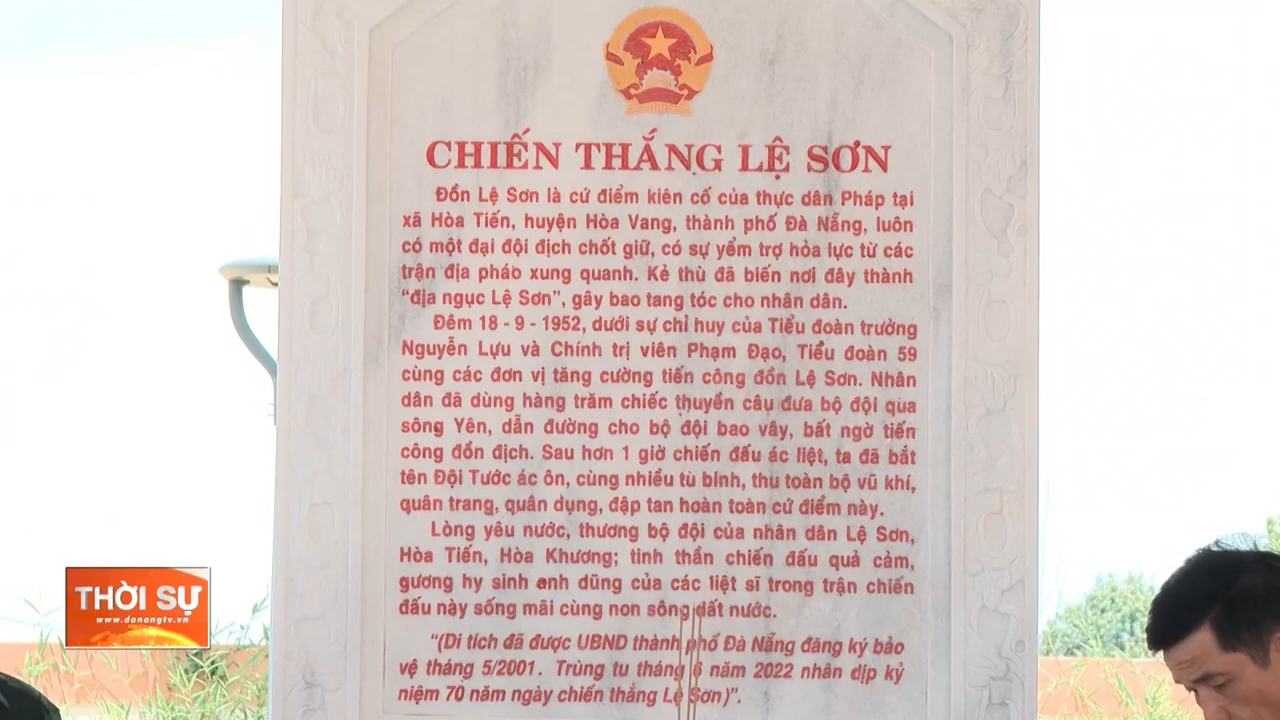 CHIẾN THẮNG LỆ SƠN
Đồn Lệ Sơn là cứ điểm kiên cố của thực dân Pháp tại
xã Hòa Tiến, huyện Hòa Vang, thành phố Đà Nẵng, luôn
có một đại đội địch chốt giữ, có sự yểm trợ hỏa lực từ các
trận địa pháo xung quanh. Kẻ thù đã biến nơi đây thành
“địa ngục Lệ Sơn”, gây bao tang tóc cho nhân dân.
Đêm 18 - 9 - 1952, dưới sự chỉ huy của Tiểu đoàn trưởng
Nguyễn Lựu và Chính trị viên Phạm Đạo, Tiểu đoàn 59
cùng các đơn vị tăng cường tiến công đồn Lệ Sơn. Nhân
dân đã dùng hàng trăm chiếc thuyền câu đưa bộ đội qua
sông Yên, dẫn đường cho bộ đội bao vây, bất ngờ tiến
công đồn địch. Sau hơn 1 giờ chiến đấu ác liệt, ta đã bắt
tên Đội Tước ác ôn, cùng nhiều tù binh, thu toàn bộ vũ khí,
quân trang, quân dụng, đập tan hoàn toàn cứ điểm này.
Lòng yêu nước, thương bộ đội của nhân dân Lệ Sơn,
Hòa Tiến, Hòa Khương; tinh thần chiến đấu quả cảm,
gương hy sinh anh dũng của các liệt sĩ trong trận chiến
đấu này sống mãi cùng non sông đất nước.
“(Di tích đã được UBND thành phố Đà Nẵng đăng ký bảo
vệ tháng 5/2001. Trùng tu tháng năm 2022 nhân dịp kỷ
niệm 70 năm ngày chiến thắng Lệ Sơn)”.
THỜI SỰ
www.danangtv.vn